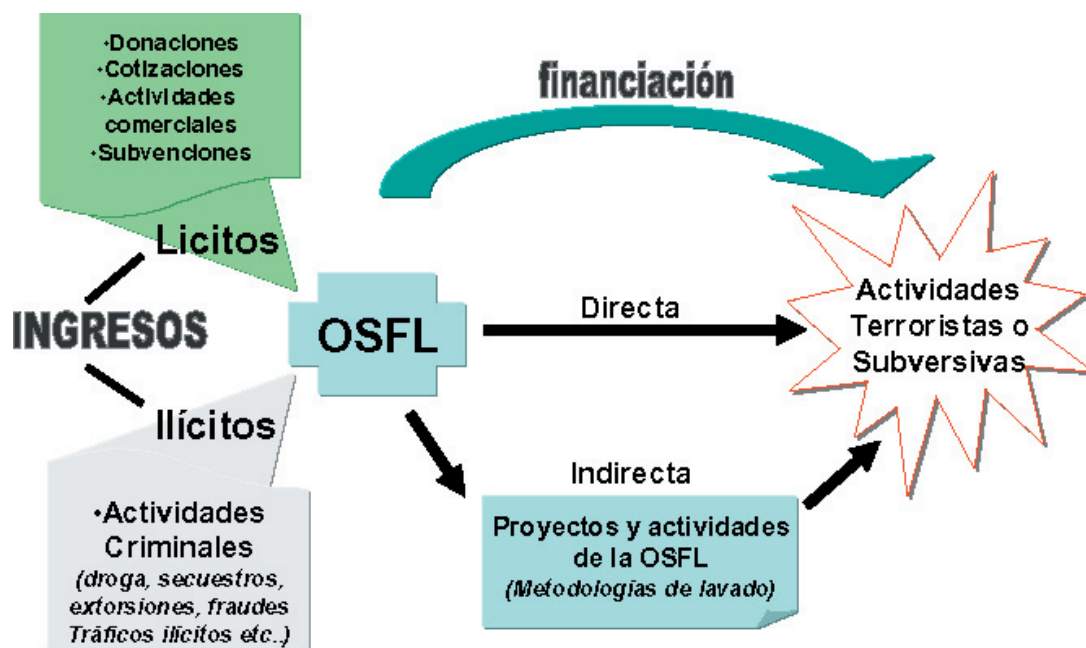 ·Donaciones
·Cotizaciones
·Actividades
comerciales
·Subvenciones
financiación
Licitos
INGRESOS
OSFL
Directa
Actividades
Terroristas o
Subversivas
Ilícitos
Indirecta
·Actividades
Criminales
(droga, secuestros,
extorsiones, fraudes
Tráficos ilícitos etc..)
Proyectos y actividades
de la OSFL
(Metodologías de lavado)